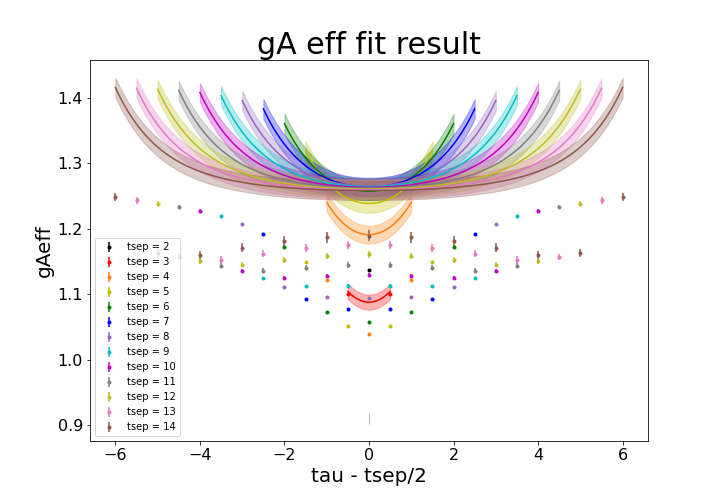 gA eff fit result
gAeff
1.4
1.3
1.2
1.1
1.0
0.9
tsep = 2
tsep = 3
tsep = 4
tsep = 5
tsep = 6
tsep = 7
tsep = 8
tsep = 9
tsep = 10
tsep = 11
tsep = 12
tsep = 13
tsep = 14
−6 −4 −2 0 2 4 6
tau - tsep/2